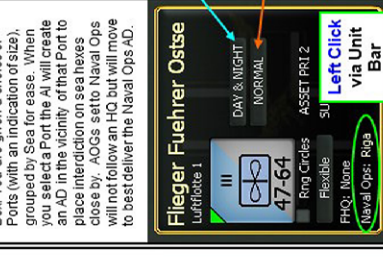 Ports (with an indication of size),
grouped by Sea for ease. When
you select a Port the AI will create
an AD in the vicinity of that Port to
place interdiction on sea hexes
close by. AOGs set to Naval Ops
will not follow an HQ but will move
to best deliver the Naval Ops AD.
Flieger Fuehrer Ostse
Luftflotte 1
III
47-64
DAY & NIGHT
NORMAL
Rng Circles
ASSET PRI 2
Flexible
SU
FHQ: None
Naval Ops: Riga
Left Click
via Unit
Bar